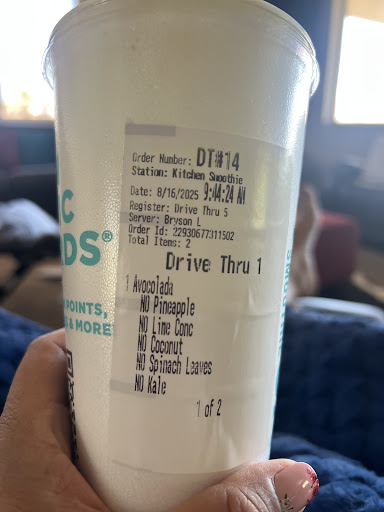 Order Number: DT#14
Station: Kitchen Smoothie
Date: 8/16/2025 9:44:24 AM
Register: Drive Thru 5
Server: Bryson L
Order Id: 22930677311502
Total Items: 2
Drive Thru 1
1 Avocolada
NO Pineapple
NO Lime Conc
NO Coconut
NO Spinach Leaves
NO Kale
1 of 2
C
DS®
POINTS,
& MORE